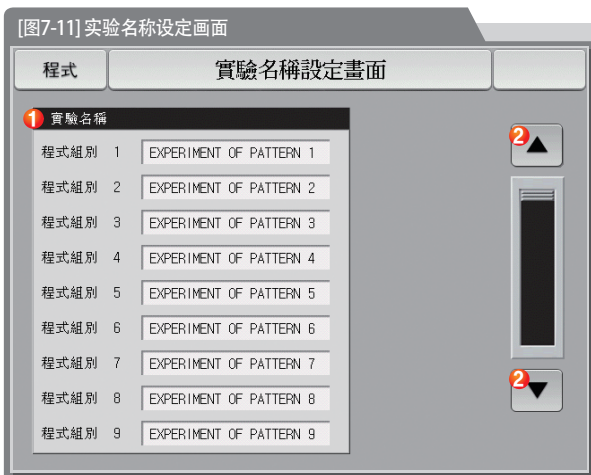 [图7-11] 实验名称设定画面
程式
實驗名稱設定畫面
1 實驗名稱
程式組別 1 EXPERIMENT OF PATTERN 1
程式組別 2 EXPERIMENT OF PATTERN 2
程式組別 3 EXPERIMENT OF PATTERN 3
程式組別 4 EXPERIMENT OF PATTERN 4
程式組別 5 EXPERIMENT OF PATTERN 5
程式組別 6 EXPERIMENT OF PATTERN 6
程式組別 7 EXPERIMENT OF PATTERN 7
程式組別 8 EXPERIMENT OF PATTERN 8
程式組別 9 EXPERIMENT OF PATTERN 9
2
2